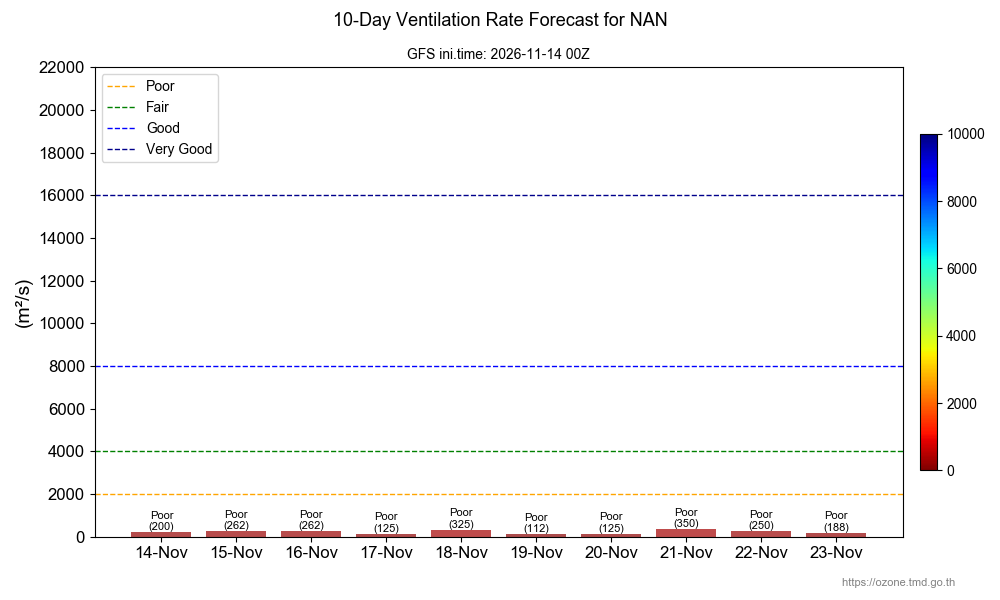 10-Day Ventilation Rate Forecast for NAN
GFS ini.time: 2026-11-14 00Z
(m²/s)
22000
20000
18000
16000
14000
12000
10000
8000
6000
4000
2000
0
Poor
Fair
Good
Very Good
Poor
(200)
Poor
(262)
Poor
(262)
Poor
(125)
Poor
(325)
Poor
(112)
Poor
(125)
Poor
(350)
Poor
(250)
Poor
(188)
14-Nov 15-Nov 16-Nov 17-Nov 18-Nov 19-Nov 20-Nov 21-Nov 22-Nov 23-Nov
10000
8000
6000
4000
2000
0
https://ozone.tmd.go.th